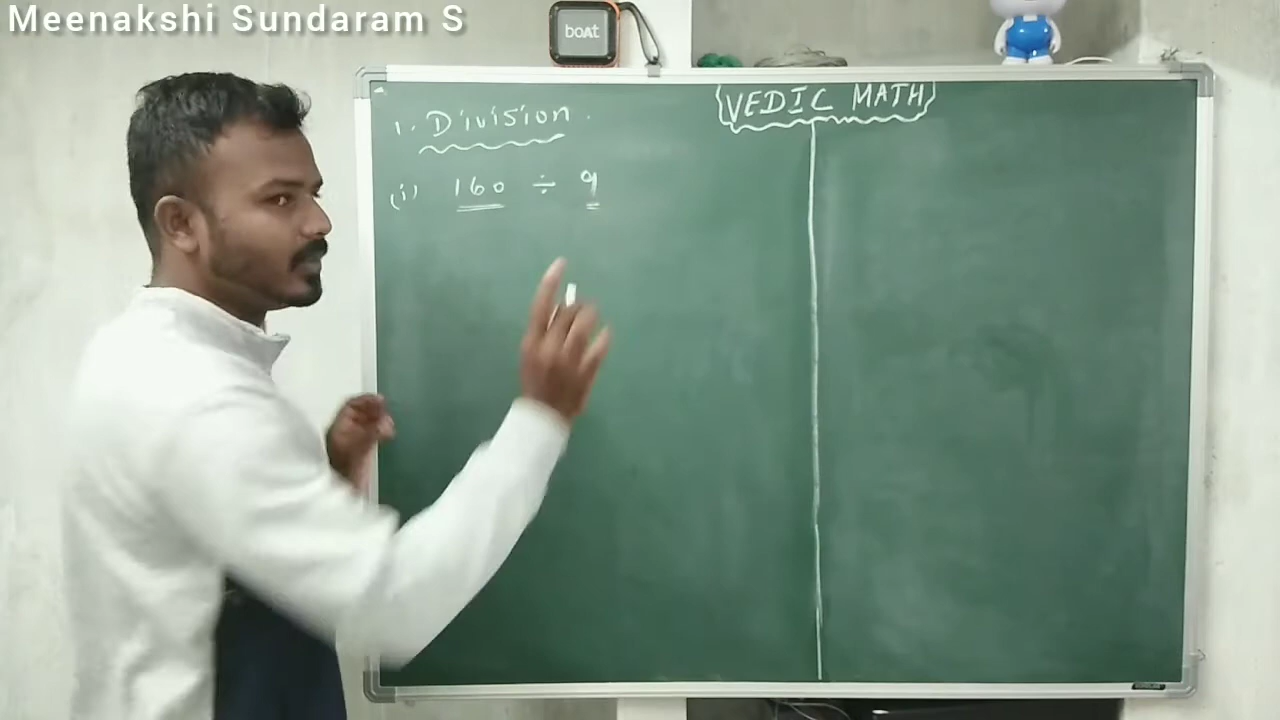 Meenakshi Sundaram S
boAt
VEDIC MATH
1. Division.
(i) 160 ÷ 9